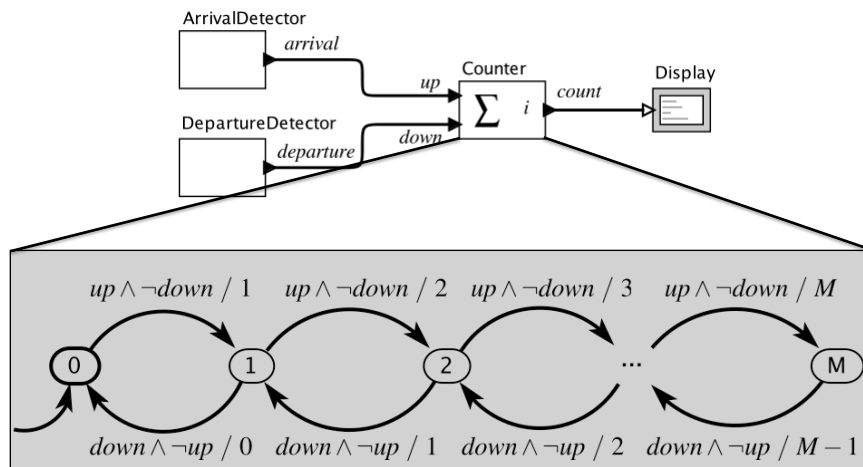 ArrivalDetector
arrival
Counter
Display
up
Σ i
count
DepartureDetector
departure
down
up ∧ ¬down / 1
up ∧ ¬down / 2
up ∧ ¬down / 3
up ∧ ¬down / M
0
1
2
...
M
down ∧ ¬up / 0
down ∧ ¬up / 1
down ∧ ¬up / 2
down ∧ ¬up / M − 1